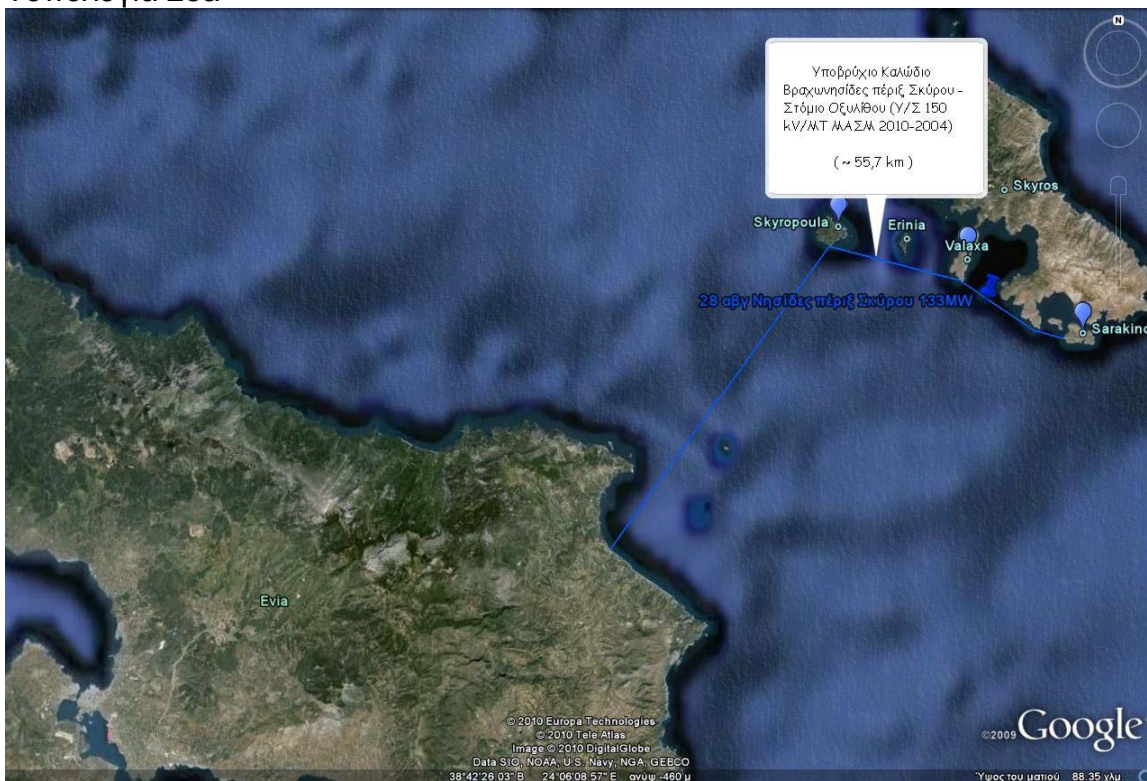 Υποβρύχιο Καλώδιο
Βραχωνησίδες πέριξ Σκύρου -
Στόμιο Οξυλίθου (Υ/Σ 150
kV/ΜΤ ΜΑΣΜ 2010-2004)
( ~ 55,7 km )
N
Skyros
Skyropoula
Erinia
Valaxa
28 αβγ Νησίδες πέριξ Σκύρου 133MW
Sarakino
Evia
© 2010 Europa Technologies
© 2010 Tele Atlas
Image © 2010 DigitalGlobe
Data SIO, NOAA, U.S. Navy, NGA, GEBCO
©2009 Google
38°42'26.03" Β 24°06'08.57" Ε ανύψ -460 μ
Ύψος του ματιού 88.35 χλμ.